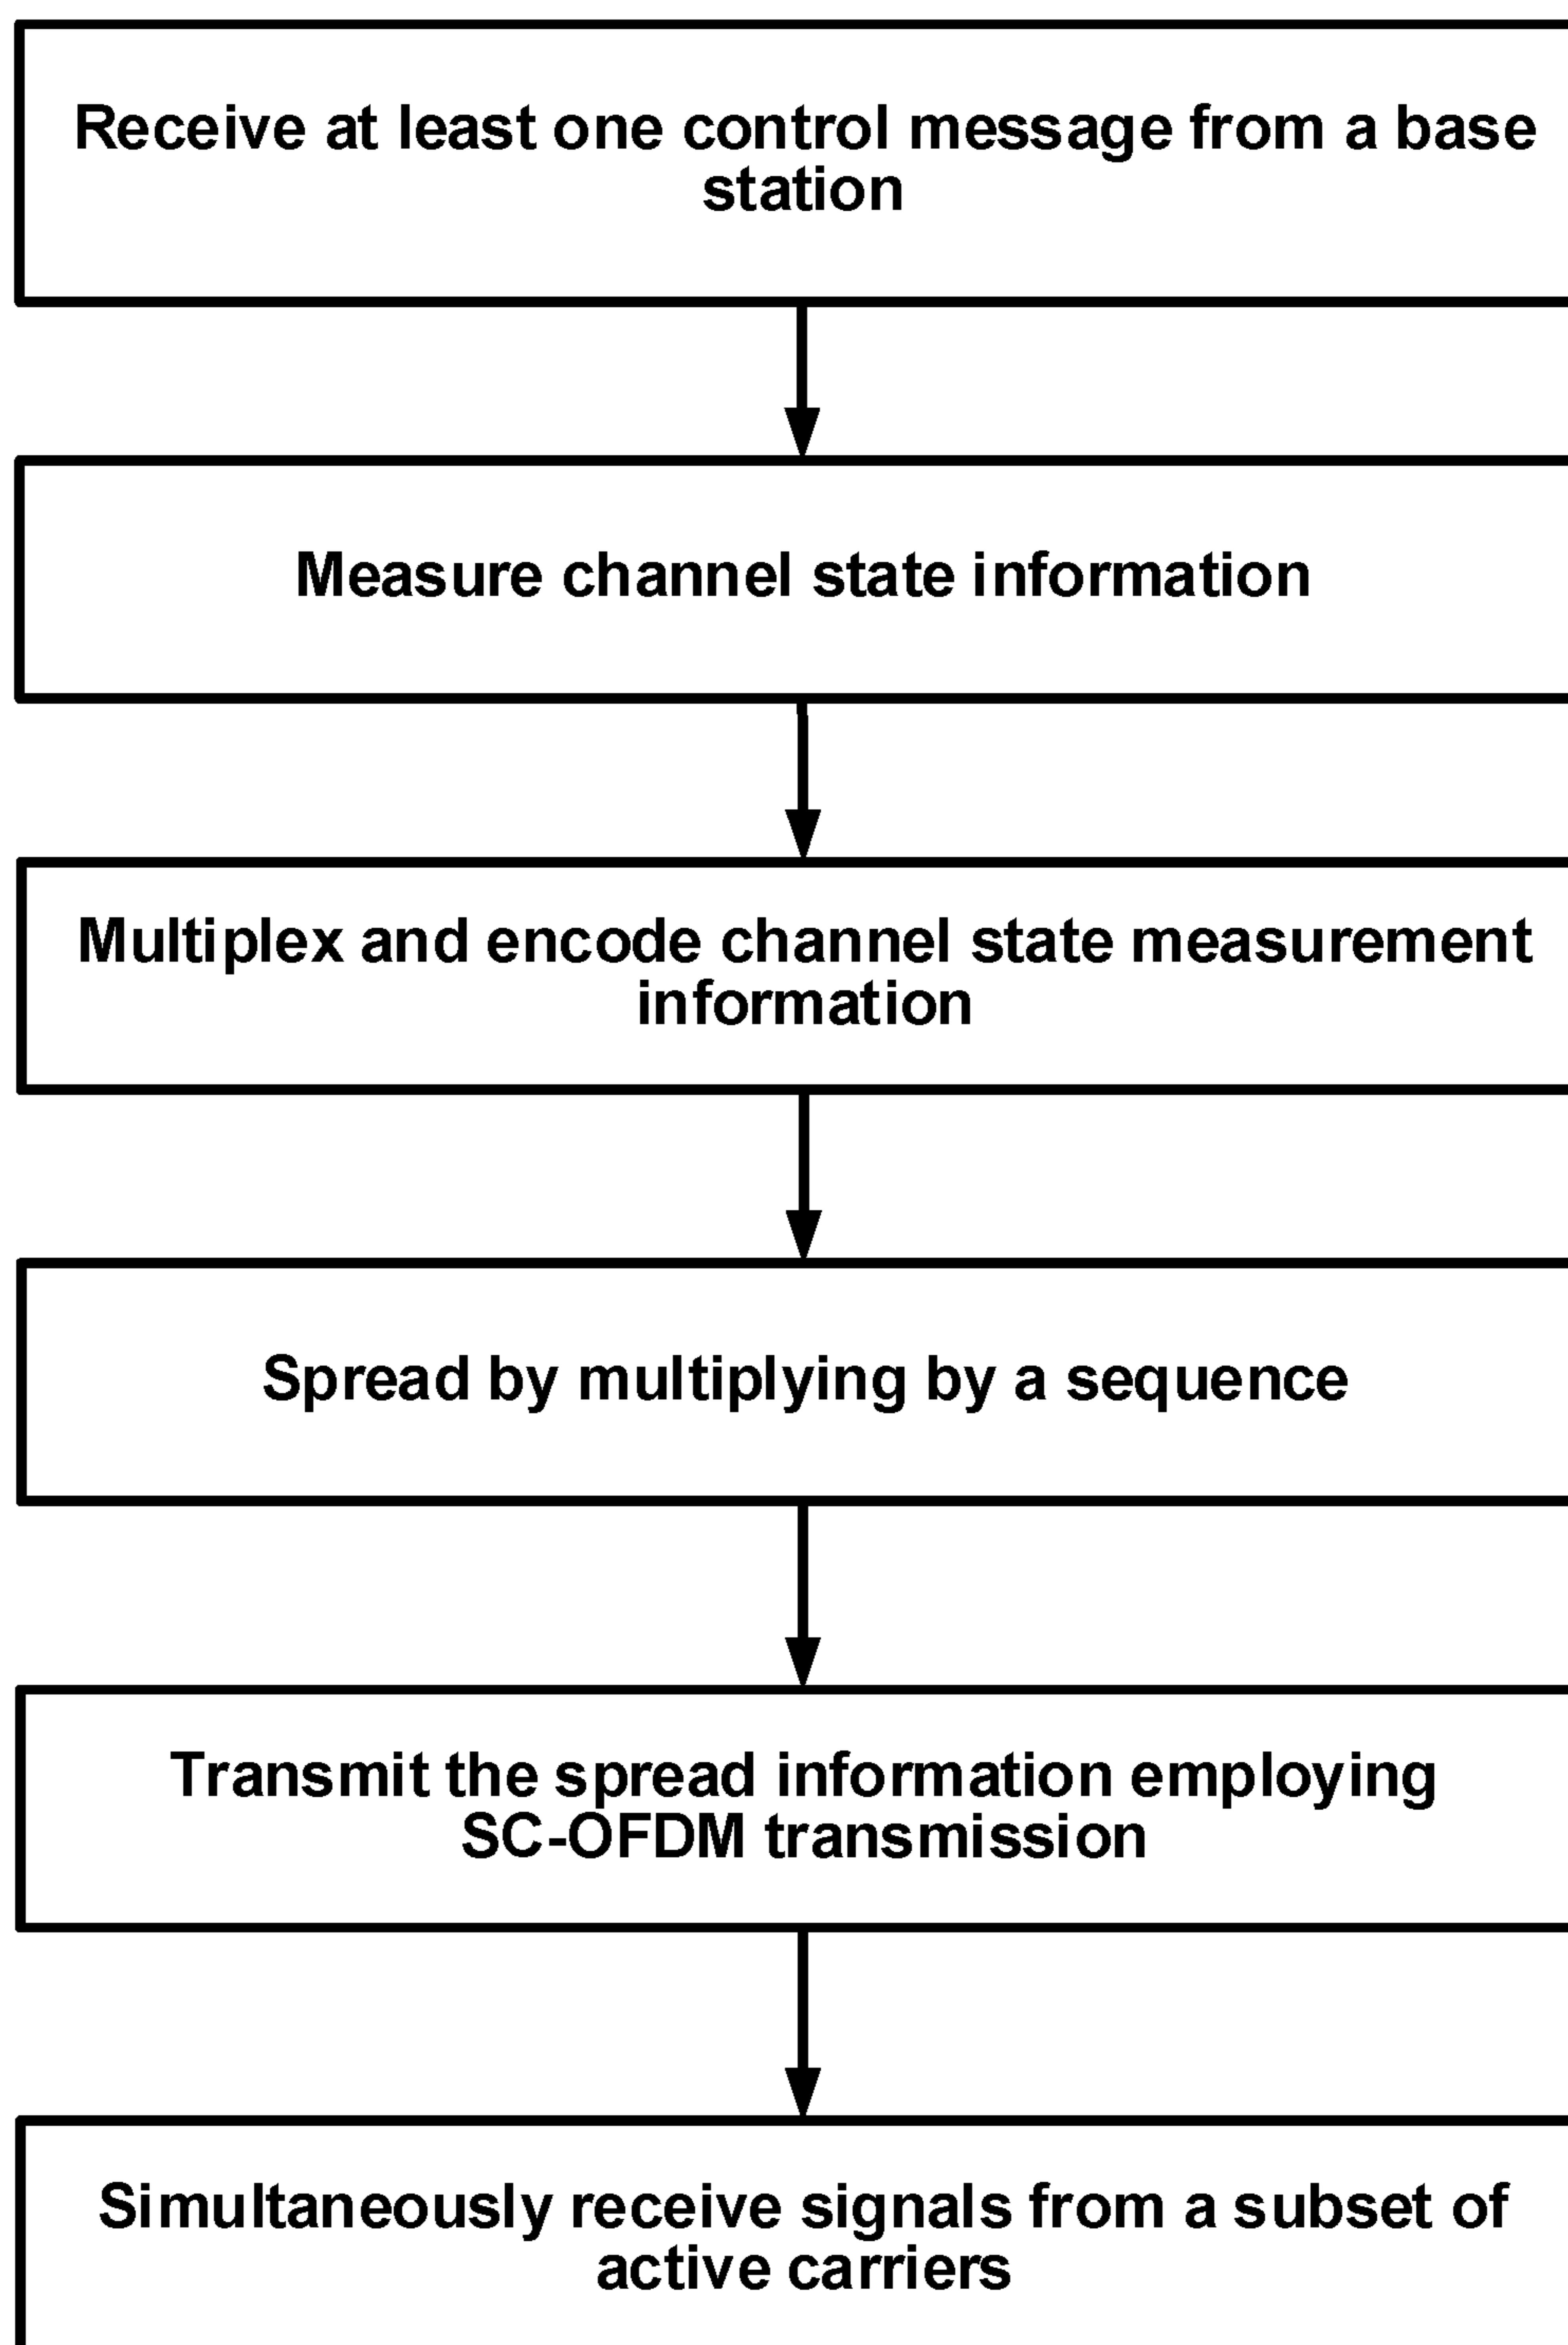 Receive at least one control message from a base
station
Measure channel state information
Multiplex and encode channel state measurement
information
Spread by multiplying by a sequence
Transmit the spread information employing
SC-OFDM transmission
Simultaneously receive signals from a subset of
active carriers